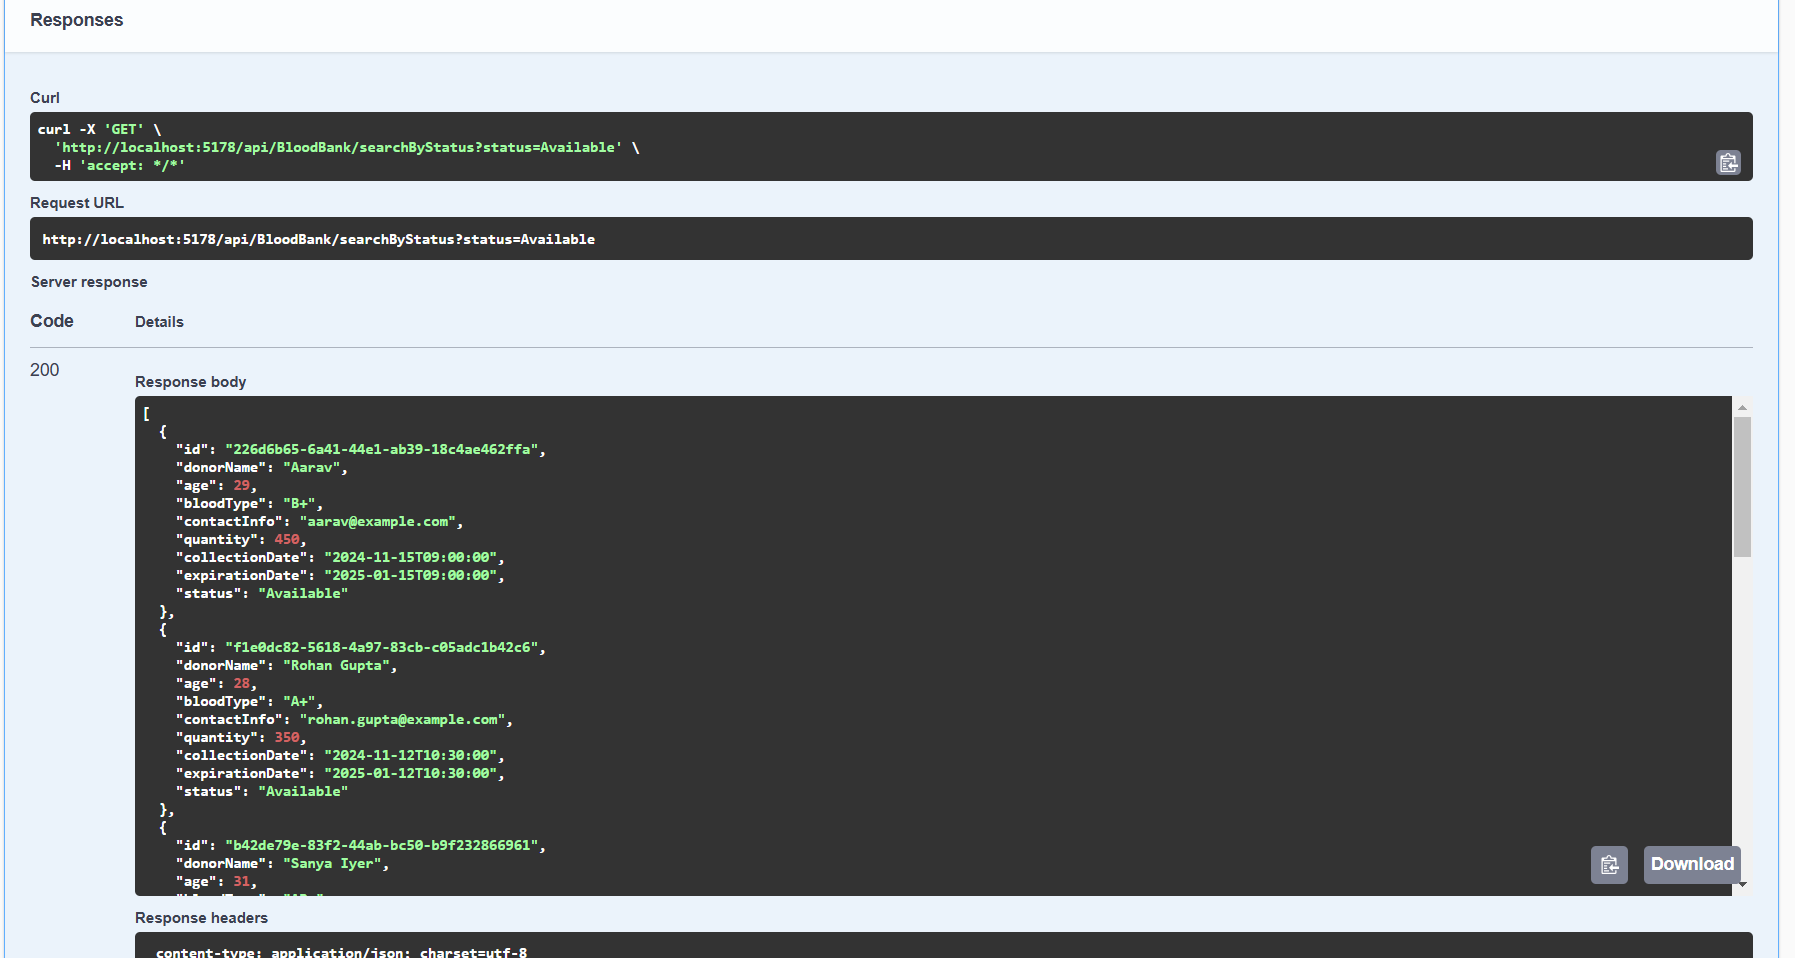 Responses
Curl
curl -X 'GET' \
  'http://localhost:5178/api/BloodBank/searchByStatus?status=Available' \
  -H 'accept: */*'
Request URL
http://localhost:5178/api/BloodBank/searchByStatus?status=Available
Server response
Code Details
200
Response body
[
  {
    "id": "226d6b65-6a41-44e1-ab39-18c4ae462ffa",
    "donorName": "Aarav",
    "age": 29,
    "bloodType": "B+",
    "contactInfo": "aarav@example.com",
    "quantity": 450,
    "collectionDate": "2024-11-15T09:00:00",
    "expirationDate": "2025-01-15T09:00:00",
    "status": "Available"
  },
  {
    "id": "f1e0dc82-5618-4a97-83cb-c05adc1b42c6",
    "donorName": "Rohan Gupta",
    "age": 28,
    "bloodType": "A+",
    "contactInfo": "rohan.gupta@example.com",
    "quantity": 350,
    "collectionDate": "2024-11-12T10:30:00",
    "expirationDate": "2025-01-12T10:30:00",
    "status": "Available"
  },
  {
    "id": "b42de79e-83f2-44ab-bc50-b9f232866961",
    "donorName": "Sanya Iyer",
    "age": 31,
Download
Response headers
content-type: application/json; charset=utf-8